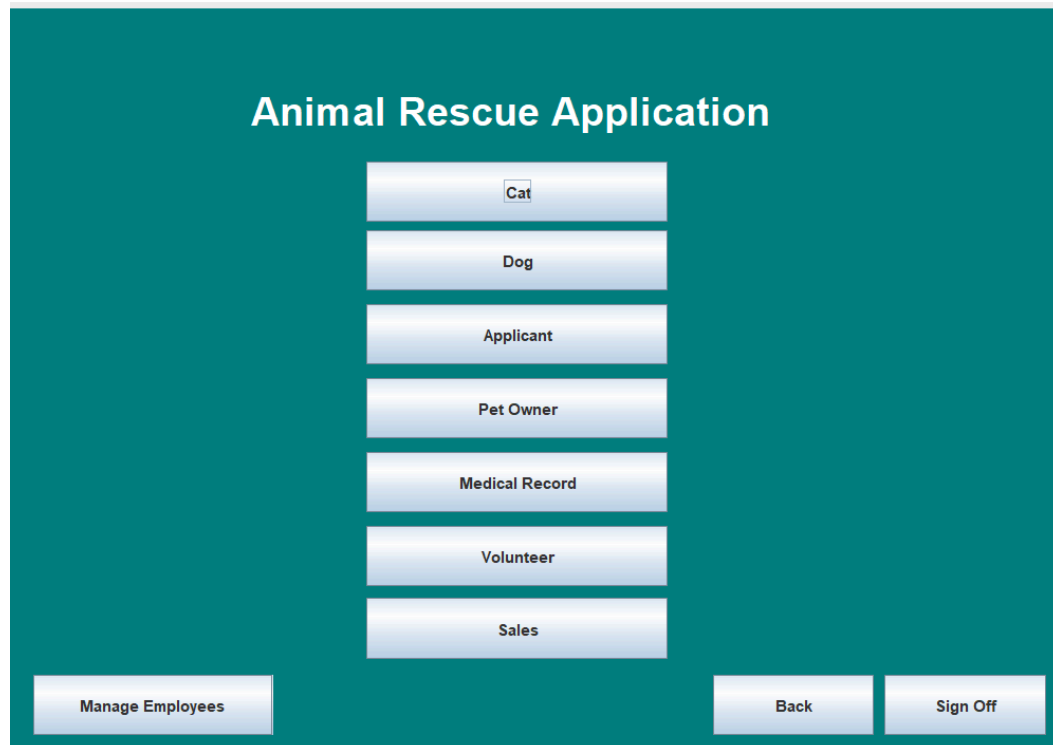 Animal Rescue Application
Cat
Dog
Applicant
Pet Owner
Medical Record
Volunteer
Sales
Manage Employees
Back
Sign Off